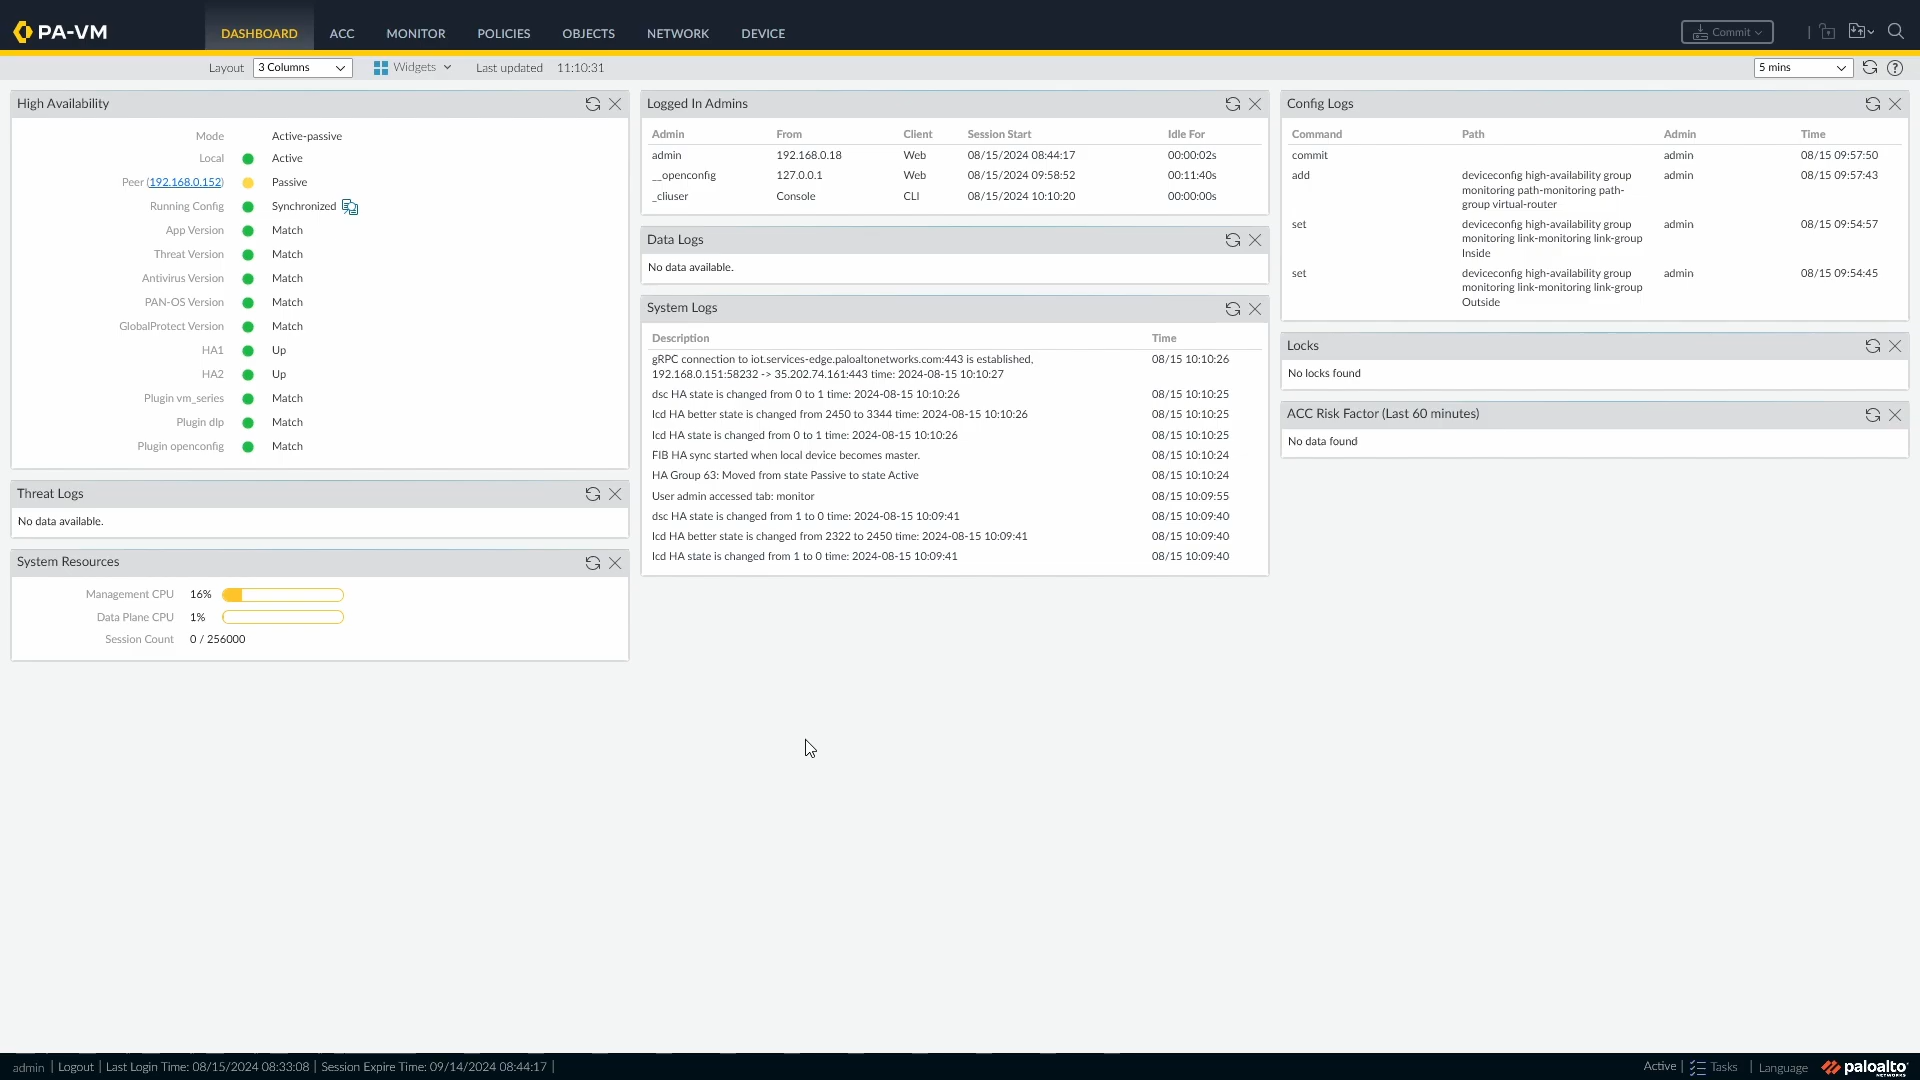 PA-VM
DASHBOARD ACC MONITOR POLICIES OBJECTS NETWORK DEVICE
Commit
Layout 3 Columns Widgets Last updated 11:10:31
5 mins
High Availability
Mode Active-passive
Local Active
Peer (192.168.0.152) Passive
Running Config Synchronized
App Version Match
Threat Version Match
Antivirus Version Match
PAN-OS Version Match
GlobalProtect Version Match
HA1 Up
HA2 Up
Plugin vm_series Match
Plugin dlp Match
Plugin openconfig Match
Threat Logs
No data available.
System Resources
Management CPU 16%
Data Plane CPU 1%
Session Count 0 / 256000
Logged In Admins
Admin From Client Session Start Idle For
admin 192.168.0.18 Web 08/15/2024 08:44:17 00:00:02s
__openconfig 127.0.0.1 Web 08/15/2024 09:58:52 00:11:40s
_cliuser Console CLI 08/15/2024 10:10:20 00:00:00s
Data Logs
No data available.
System Logs
Description Time
gRPC connection to iot.services-edge.paloaltonetworks.com:443 is established, 08/15 10:10:26
192.168.0.151:58232 -> 35.202.74.161:443 time: 2024-08-15 10:10:27
dsc HA state is changed from 0 to 1 time: 2024-08-15 10:10:26 08/15 10:10:25
lcd HA better state is changed from 2450 to 3344 time: 2024-08-15 10:10:26 08/15 10:10:25
lcd HA state is changed from 0 to 1 time: 2024-08-15 10:10:26 08/15 10:10:25
FIB HA sync started when local device becomes master. 08/15 10:10:24
HA Group 63: Moved from state Passive to state Active 08/15 10:10:24
User admin accessed tab: monitor 08/15 10:09:55
dsc HA state is changed from 1 to 0 time: 2024-08-15 10:09:41 08/15 10:09:40
lcd HA better state is changed from 2322 to 2450 time: 2024-08-15 10:09:41 08/15 10:09:40
lcd HA state is changed from 1 to 0 time: 2024-08-15 10:09:41 08/15 10:09:40
Config Logs
Command Path Admin Time
commit admin 08/15 09:57:50
add deviceconfig high-availability group admin 08/15 09:57:43
monitoring path-monitoring path-
group virtual-router
set deviceconfig high-availability group admin 08/15 09:54:57
monitoring link-monitoring link-group
Inside
set deviceconfig high-availability group admin 08/15 09:54:45
monitoring link-monitoring link-group
Outside
Locks
No locks found
ACC Risk Factor (Last 60 minutes)
No data found
admin | Logout | Last Login Time: 08/15/2024 08:33:08 | Session Expire Time: 09/14/2024 08:44:17 |
Active | Tasks | Language
paloalto
NETWORKS